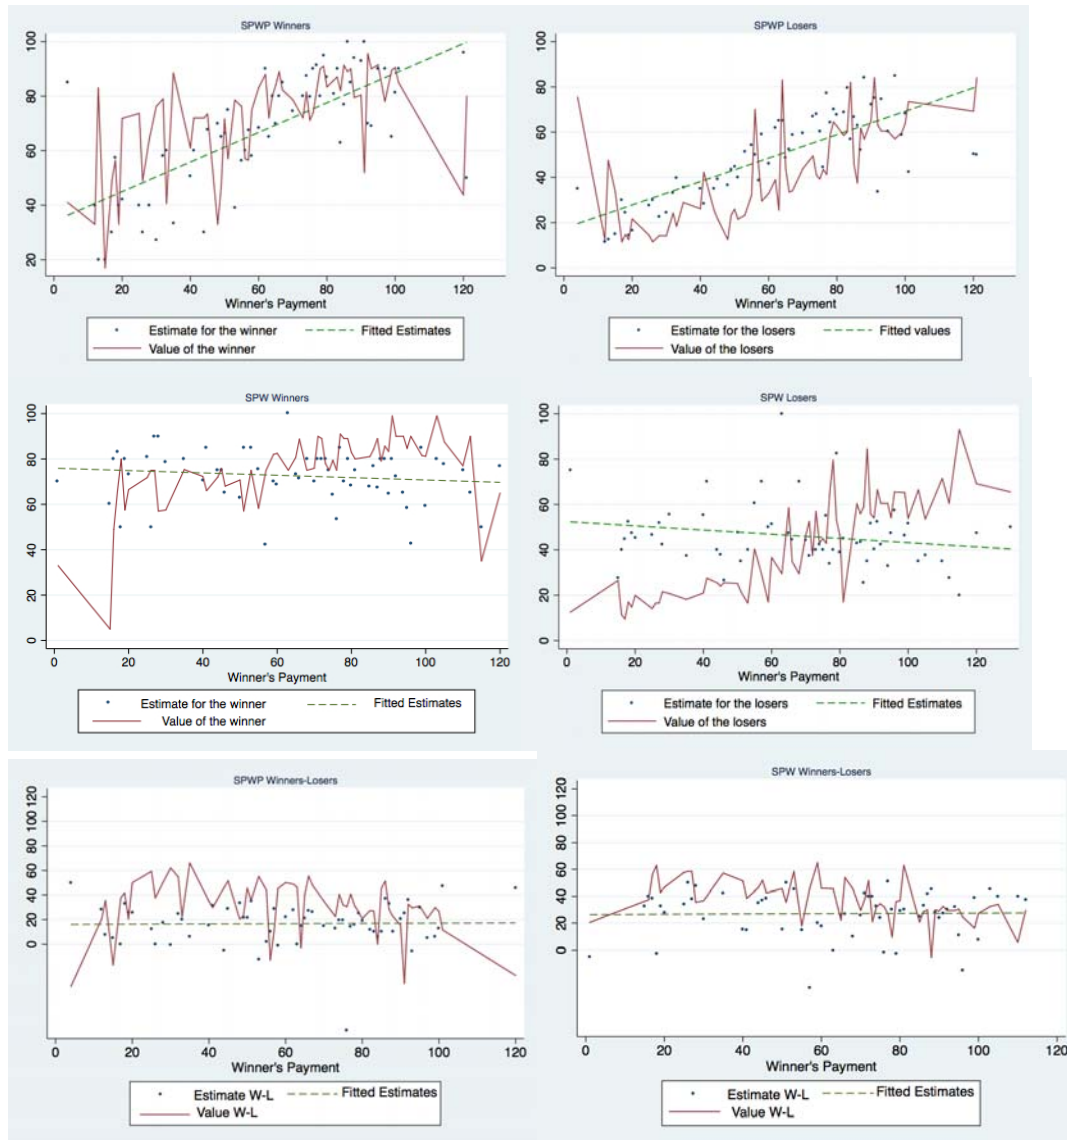 SPWP Winners
100
80
60
40
20
0 20 40 60 80 100 120
Winner's Payment
Estimate for the winner Fitted Estimates
Value of the winner
SPWP Losers
100
80
60
40
20
0
0 20 40 60 80 100 120
Winner's Payment
Estimate for the losers Fitted values
Value of the losers
SPW Winners
100
80
60
40
20
0
0 20 40 60 80 100 120
Winner's Payment
Estimate for the winner Fitted Estimates
Value of the winner
SPW Losers
100
80
60
40
20
0
0 20 40 60 80 100 120
Winner's Payment
Estimate for the losers Fitted Estimates
Value of the losers
SPWP Winners-Losers
120
100
80
60
40
20
0
0 20 40 60 80 100 120
Winner's Payment
Estimate W-L Fitted Estimates
Value W-L
SPW Winners-Losers
120
100
80
60
40
20
0
0 20 40 60 80 100 120
Winner's Payment
Estimate W-L Fitted Estimates
Value W-L